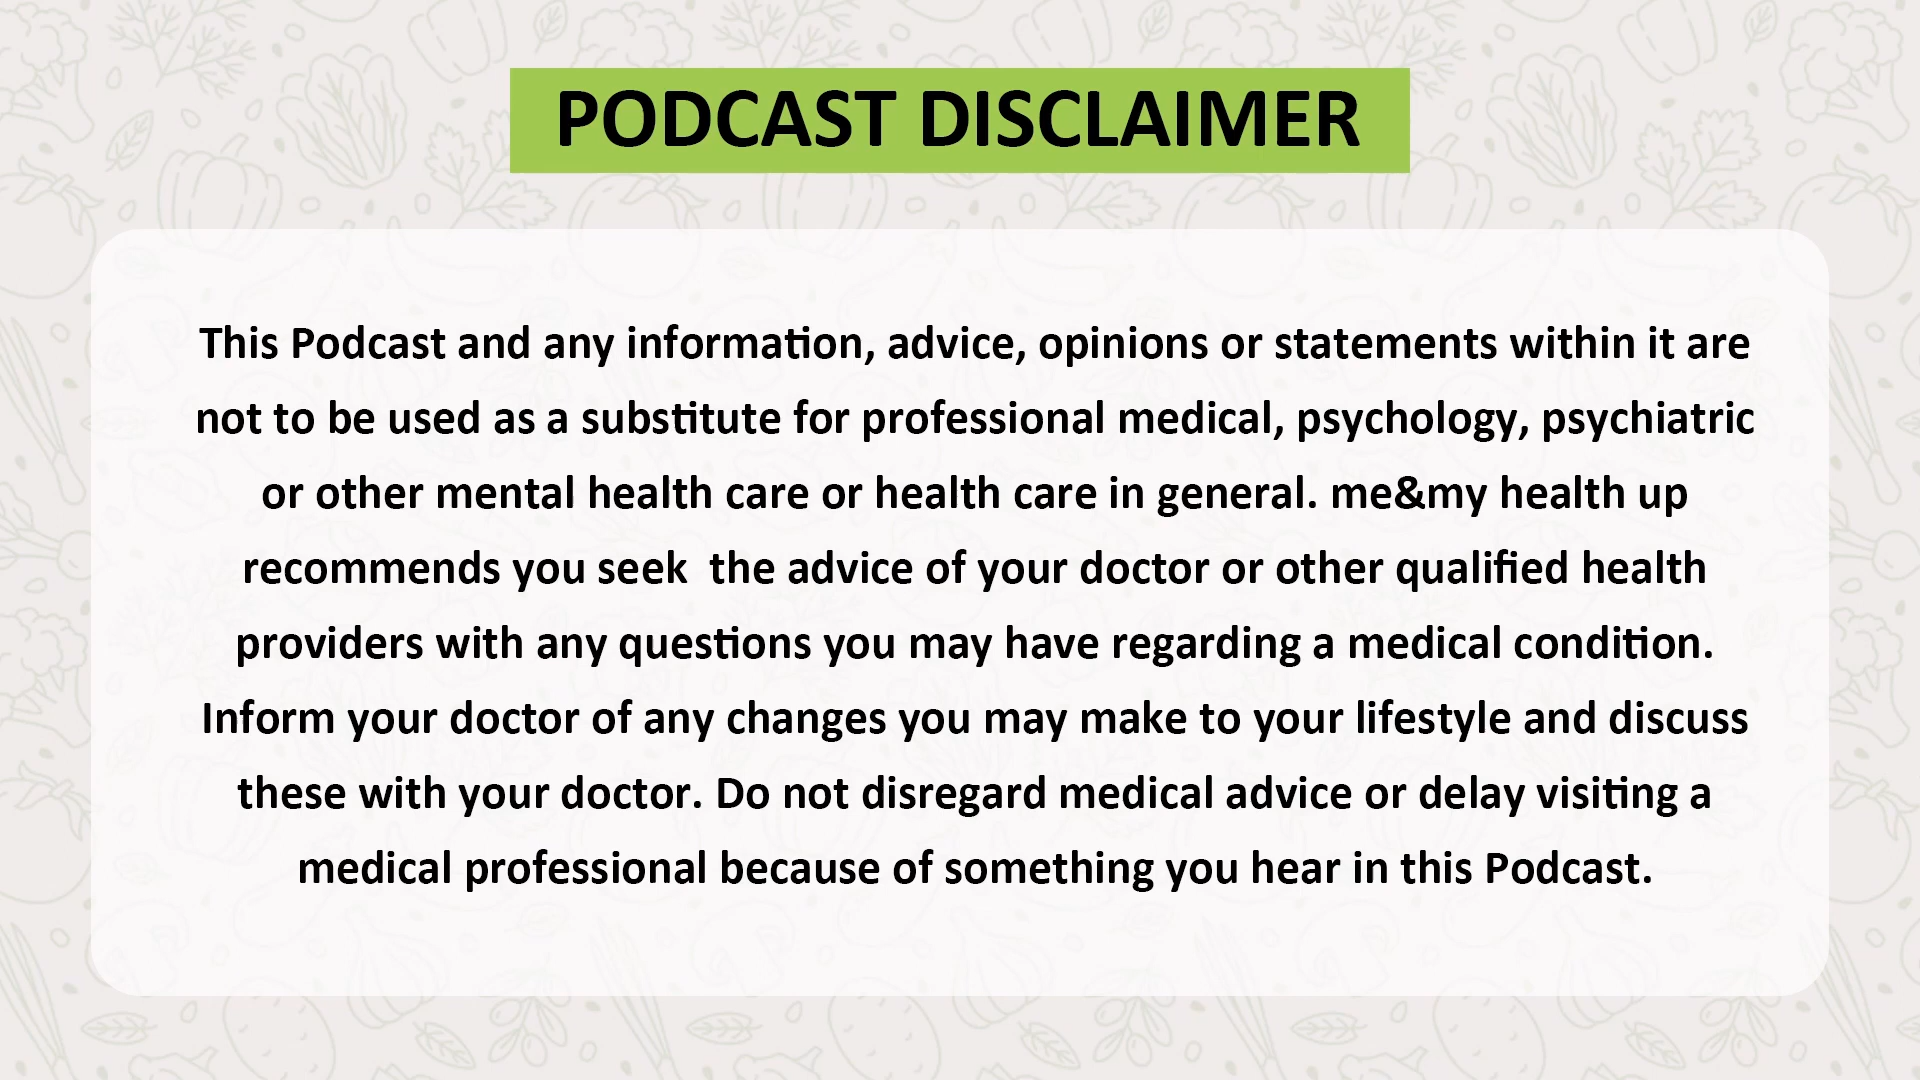 PODCAST DISCLAIMER
This Podcast and any information, advice, opinions or statements within it are
not to be used as a substitute for professional medical, psychology, psychiatric
or other mental health care or health care in general. me&my health up
recommends you seek  the advice of your doctor or other qualified health
providers with any questions you may have regarding a medical condition.
Inform your doctor of any changes you may make to your lifestyle and discuss
these with your doctor. Do not disregard medical advice or delay visiting a
medical professional because of something you hear in this Podcast.